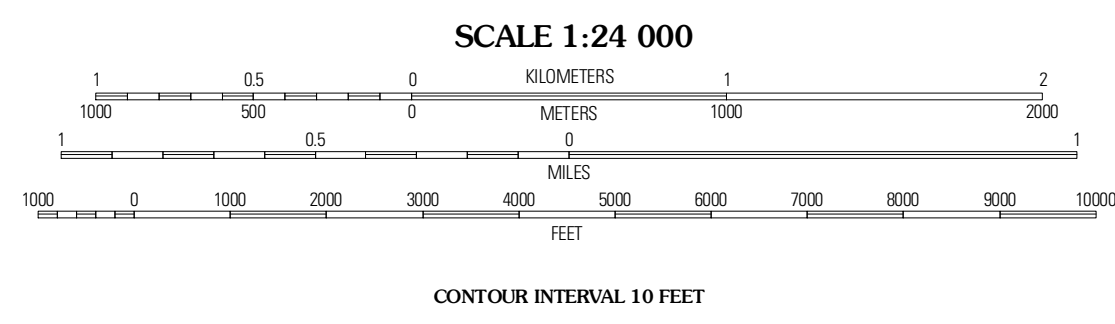 SCALE 1:24 000
1 0.5 0 KILOMETERS 1 2
1000 500 0 METERS 1000 2000
1 0.5 0 1
MILES
1000 0 1000 2000 3000 4000 5000 6000 7000 8000 9000 10000
FEET
CONTOUR INTERVAL 10 FEET